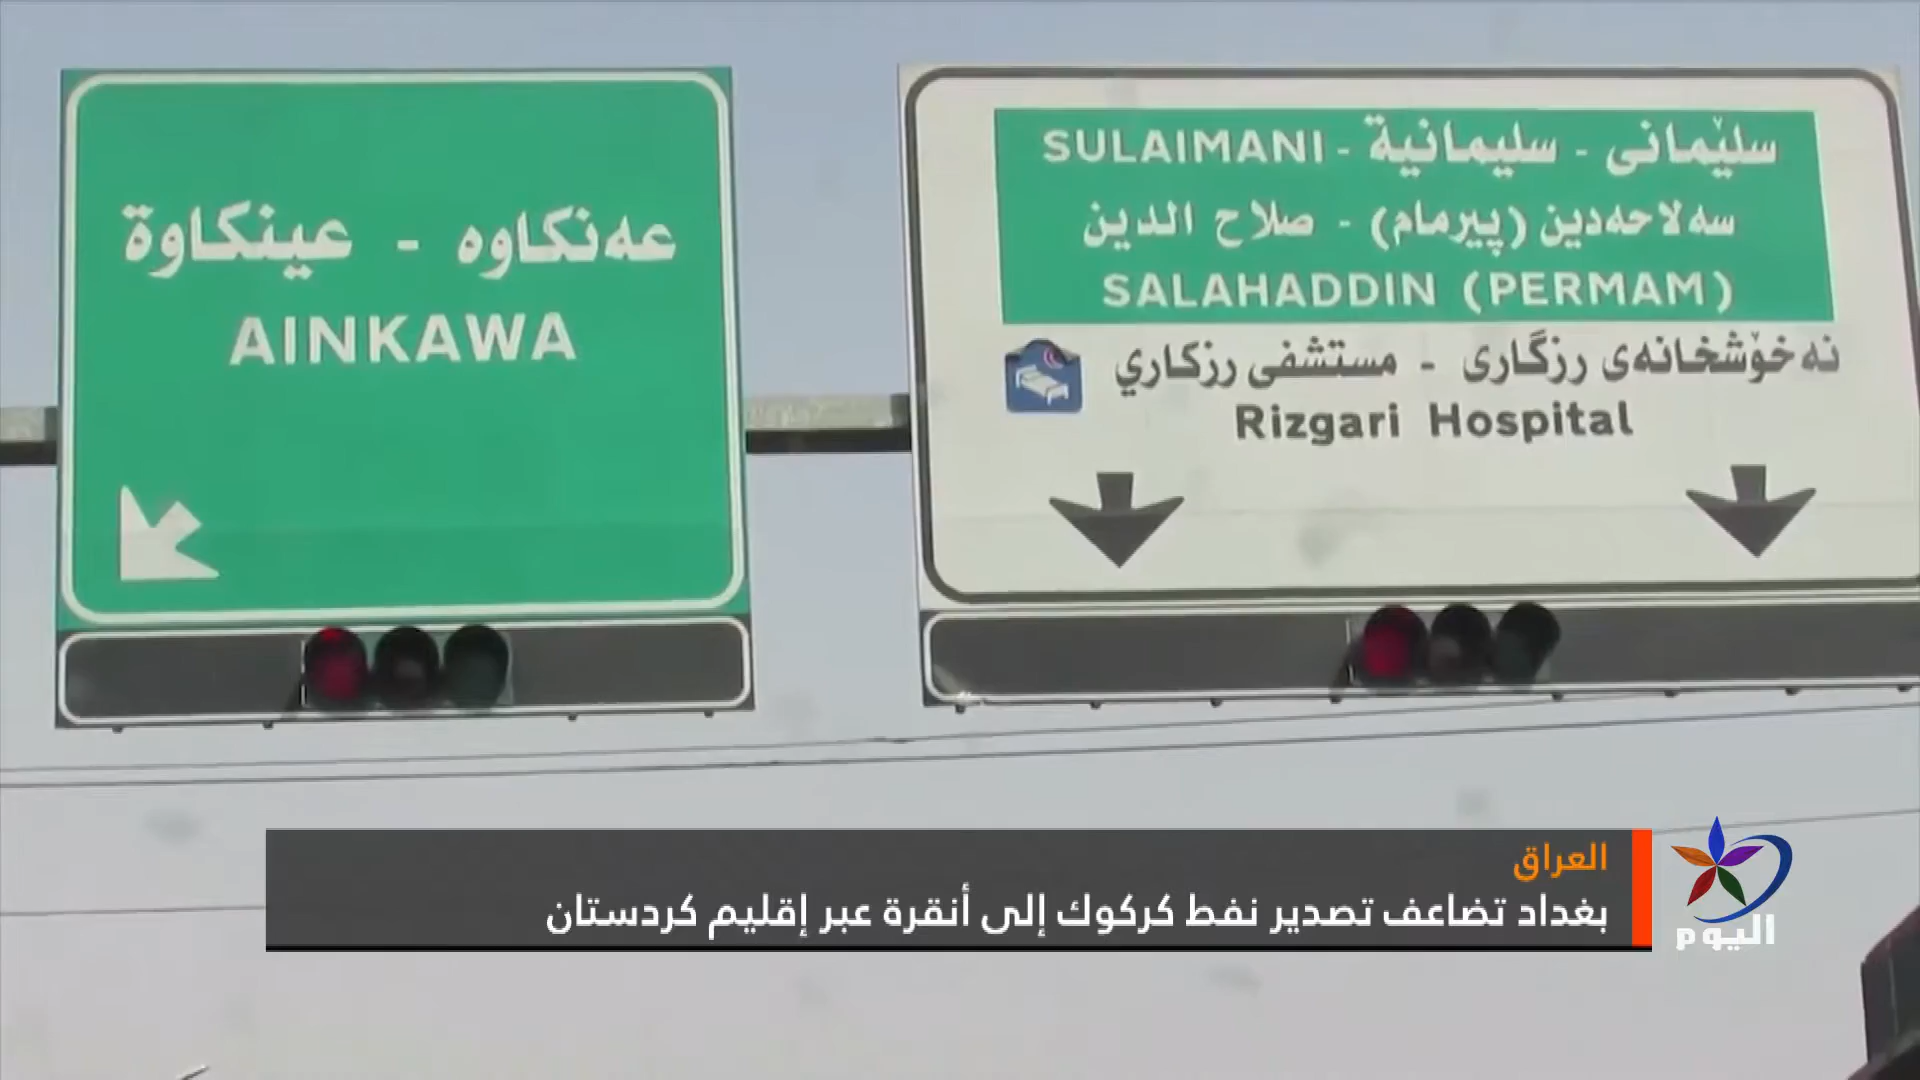 عەنکاوە - عينكاوة
AINKAWA
سلێمانی - سليمانية - SULAIMANI
سەلاحەدین (پیرمام) - صلاح الدين
SALAHADDIN (PERMAM)
نەخۆشخانەی رزگاری - مستشفى رزكاري
Rizgari Hospital
العراق
بغداد تضاعف تصدير نفط كركوك إلى أنقرة عبر إقليم كردستان
اليوم